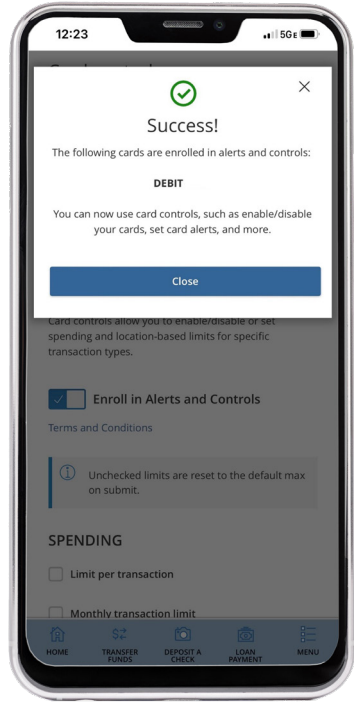 12:23
5GE
Success!
The following cards are enrolled in alerts and controls:
DEBIT
You can now use card controls, such as enable/disable
your cards, set card alerts, and more.
Close
Card controls allow you to enable/disable or set
spending and location-based limits for specific
transaction types.
Enroll in Alerts and Controls
Terms and Conditions
Unchecked limits are reset to the default max
on submit.
SPENDING
Limit per transaction
Monthly transaction limit
HOME
TRANSFER
FUNDS
DEPOSIT A
CHECK
LOAN
PAYMENT
MENU